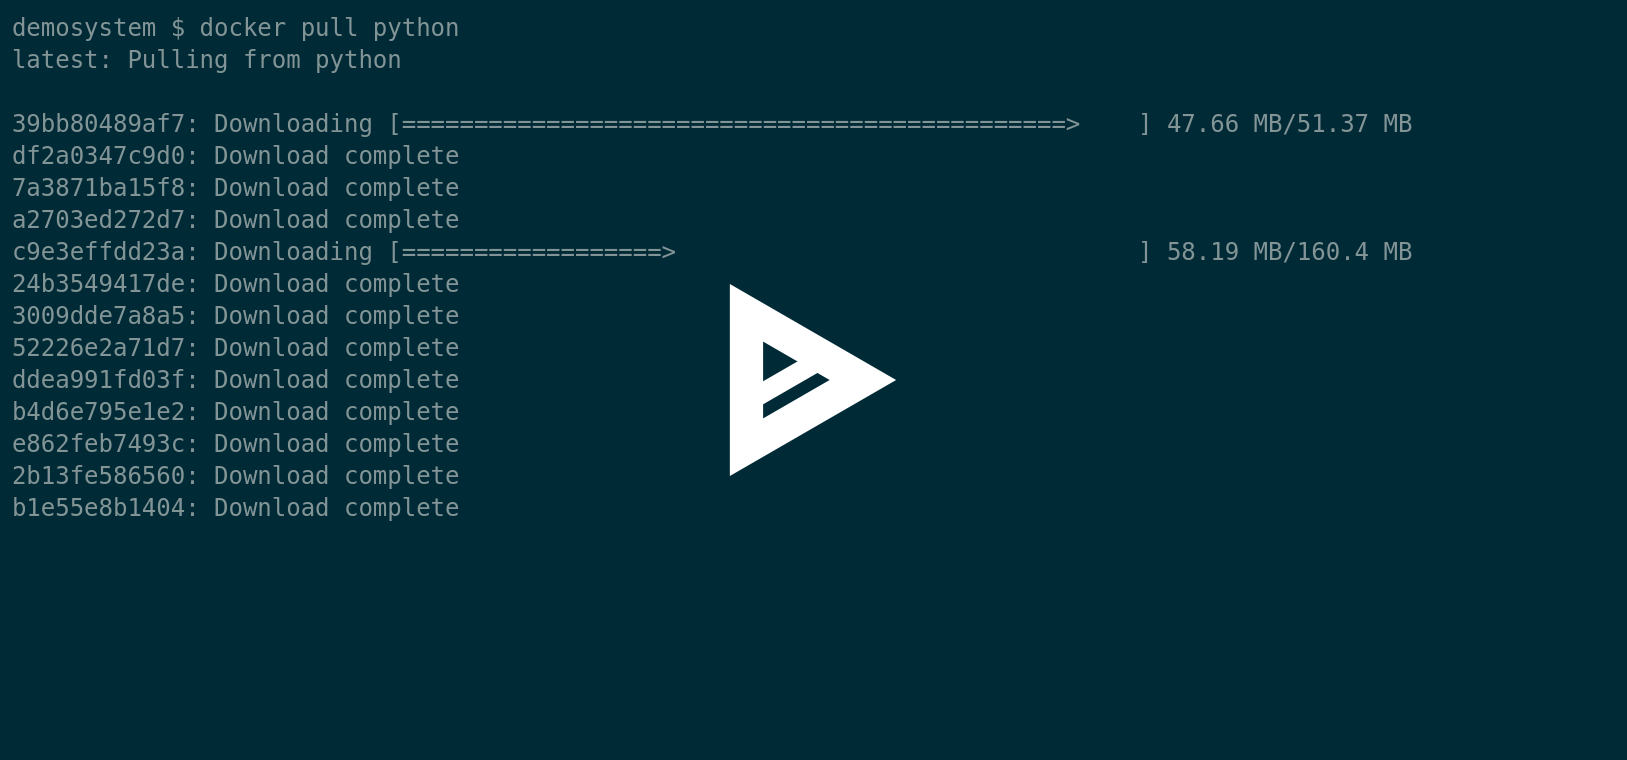 demosystem $ docker pull python
latest: Pulling from python
39bb80489af7: Downloading [==============================================>    ] 47.66 MB/51.37 MB
df2a0347c9d0: Download complete
7a3871ba15f8: Download complete
a2703ed272d7: Download complete
c9e3effdd23a: Downloading [==================>                                ] 58.19 MB/160.4 MB
24b3549417de: Download complete
3009dde7a8a5: Download complete
52226e2a71d7: Download complete
ddea991fd03f: Download complete
b4d6e795e1e2: Download complete
e862feb7493c: Download complete
2b13fe586560: Download complete
b1e55e8b1404: Download complete